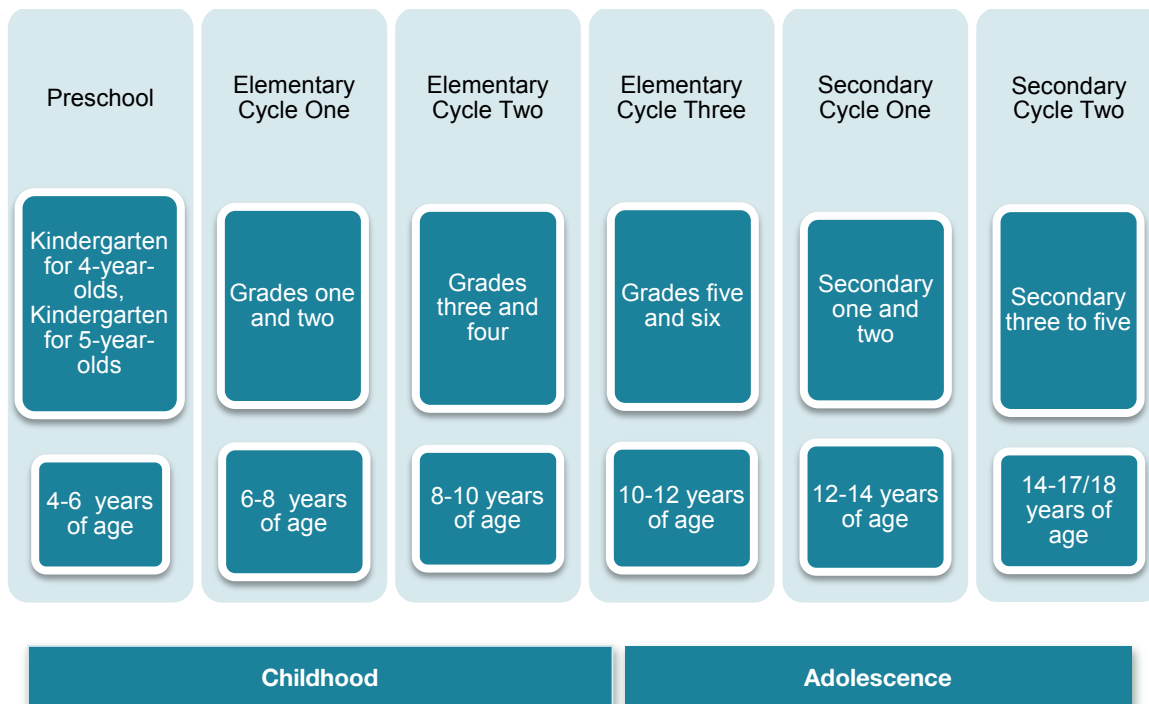 Preschool
Elementary
Cycle One
Elementary
Cycle Two
Elementary
Cycle Three
Secondary
Cycle One
Secondary
Cycle Two
Kindergarten
for 4-year-
olds,
Kindergarten
for 5-year-
olds
Grades one
and two
Grades
three and
four
Grades five
and six
Secondary
one and
two
Secondary
three to five
4-6 years
of age
6-8 years
of age
8-10 years
of age
10-12 years
of age
12-14 years
of age
14-17/18
years of
age
Childhood
Adolescence